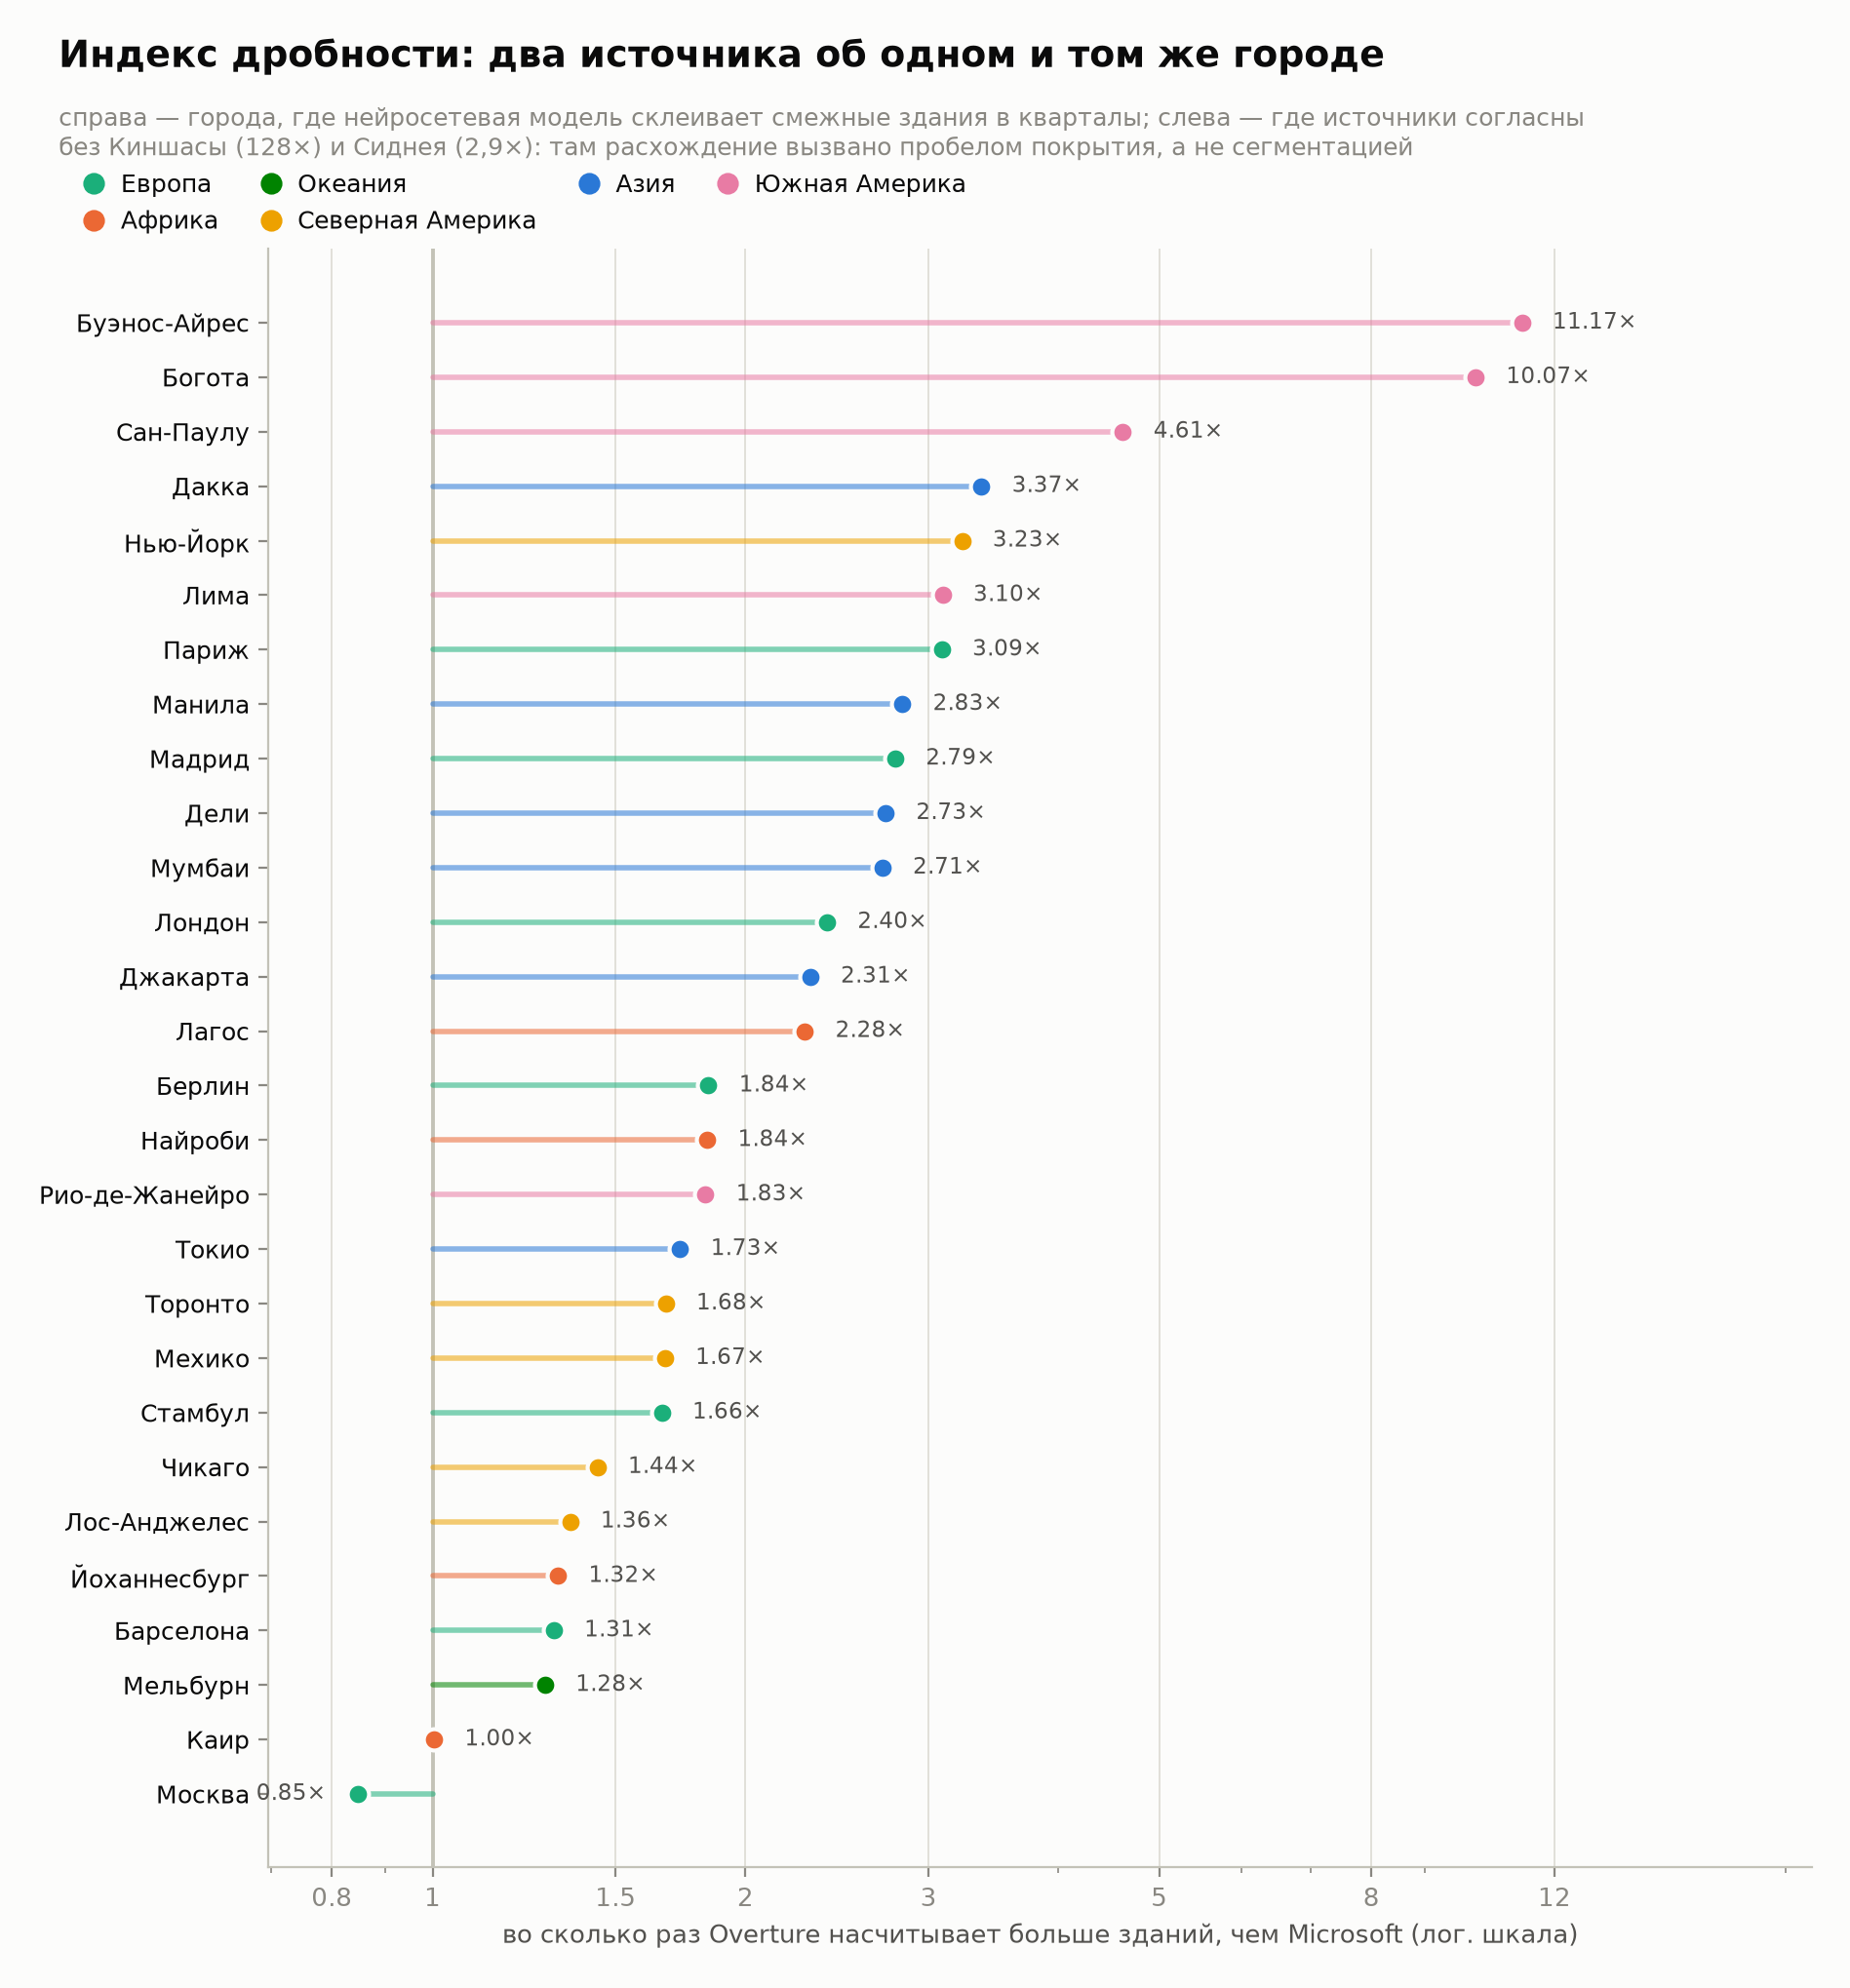 Индекс дробности: два источника об одном и том же городе
справа — города, где нейросетевая модель склеивает смежные здания в кварталы; слева — где источники согласны
без Киншасы (128×) и Сиднея (2,9×): там расхождение вызвано пробелом покрытия, а не сегментацией
Европа Океания Азия Южная Америка
Африка Северная Америка
Буэнос-Айрес 11.17×
Богота 10.07×
Сан-Паулу 4.61×
Дакка 3.37×
Нью-Йорк 3.23×
Лима 3.10×
Париж 3.09×
Манила 2.83×
Мадрид 2.79×
Дели 2.73×
Мумбаи 2.71×
Лондон 2.40×
Джакарта 2.31×
Лагос 2.28×
Берлин 1.84×
Найроби 1.84×
Рио-де-Жанейро 1.83×
Токио 1.73×
Торонто 1.68×
Мехико 1.67×
Стамбул 1.66×
Чикаго 1.44×
Лос-Анджелес 1.36×
Йоханнесбург 1.32×
Барселона 1.31×
Мельбурн 1.28×
Каир 1.00×
Москва 0.85×
0.8 1 1.5 2 3 5 8 12
во сколько раз Overture насчитывает больше зданий, чем Microsoft (лог. шкала)